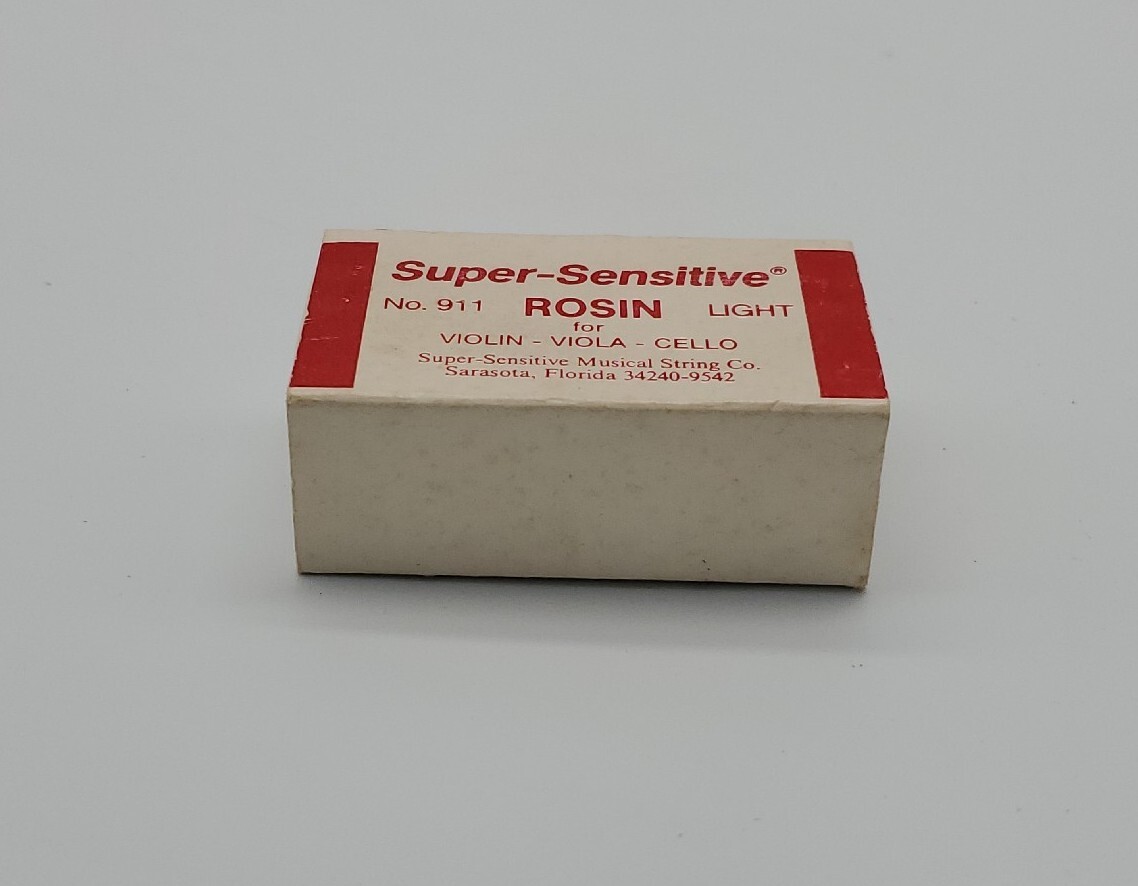 Super-Sensitive®
No. 911 ROSIN LIGHT
for
VIOLIN - VIOLA - CELLO
Super-Sensitive Musical String Co.
Sarasota, Florida 34240-9542